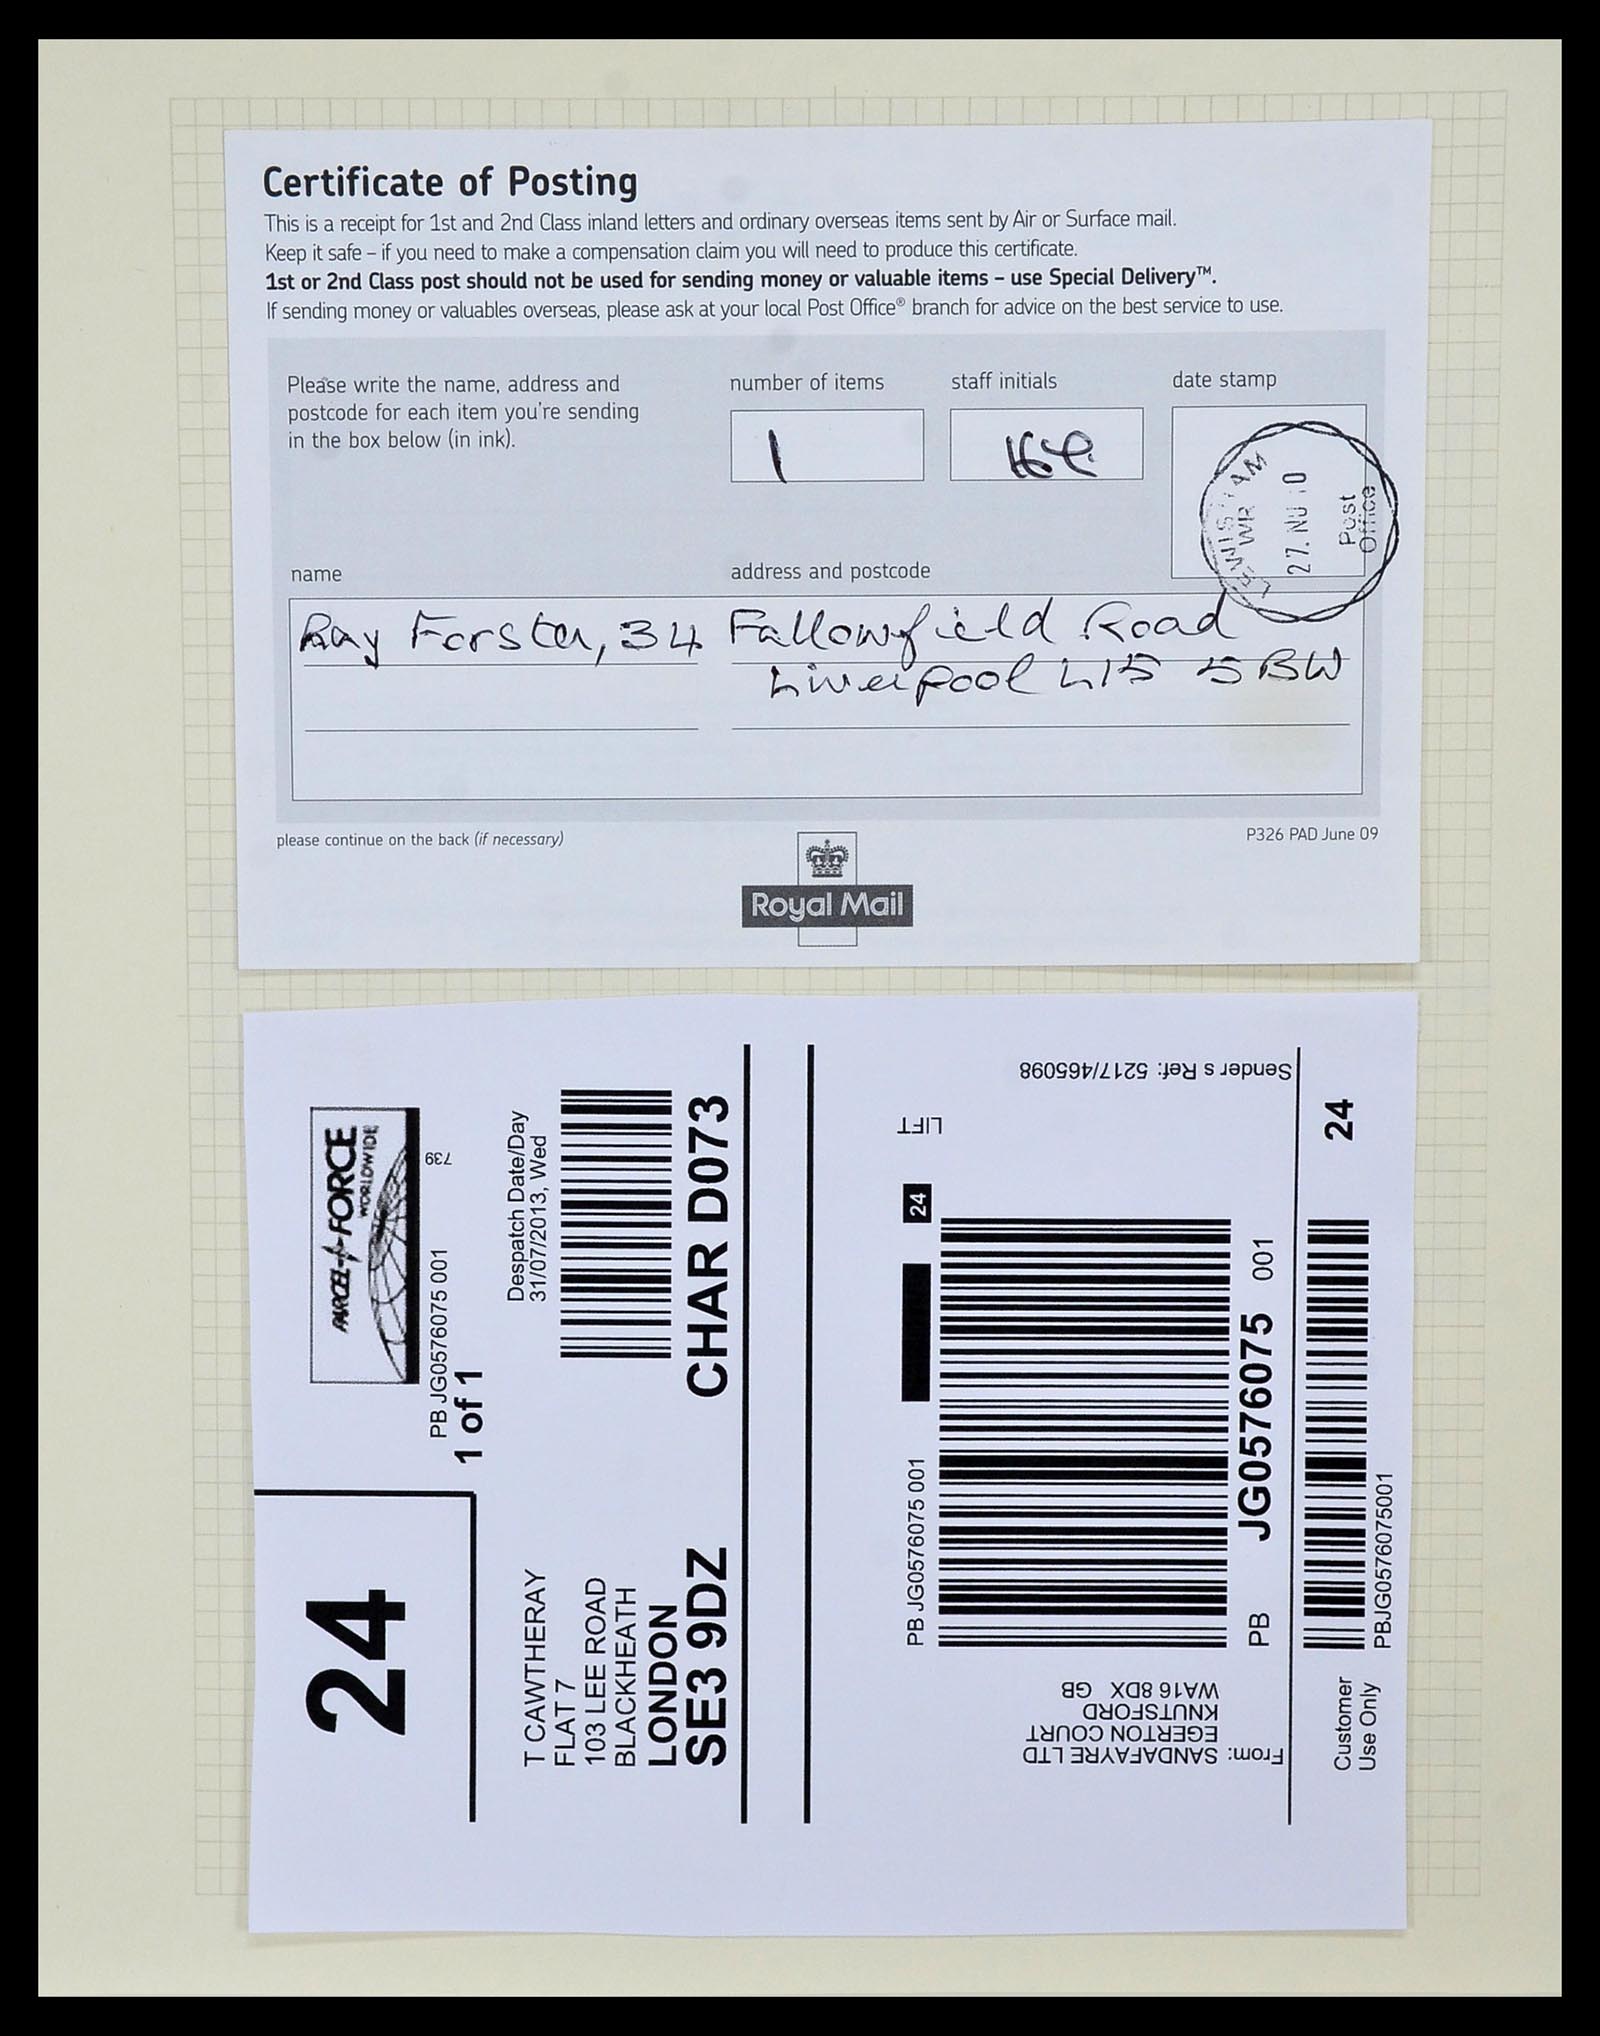 Certificate of Posting
This is a receipt for 1st and 2nd Class inland letters and ordinary overseas items sent by Air or Surface mail.
Keep it safe – if you need to make a compensation claim you will need to produce this certificate.
1st or 2nd Class post should not be used for sending money or valuable items – use Special Delivery™.
If sending money or valuables overseas, please ask at your local Post Office® branch for advice on the best service to use.
Please write the name, address and
postcode for each item you're sending
in the box below (in ink).
number of items
1
staff initials
date stamp
WR
27. NO 10
Post
Office
name
address and postcode
Ray Forster, 34 Fallowfield Road
Liverpool L15 5BW
please continue on the back (if necessary)
P326 PAD June 09
Royal Mail
24
PARCEL FORCE
WORLDWIDE
739
PB JG0576075 001
1 of 1
Despatch Date/Day
31/07/2013, Wed
T CAWTHERAY
FLAT 7
103 LEE ROAD
BLACKHEATH
LONDON
SE3 9DZ
CHAR D073
LIFT
24
PB JG0576075 001
PB JG0576075 001
Sender s Ref: 5217/465098
From: SANDAFAYRE LTD
EGERTON COURT
KNUTSFORD
WA16 8DX GB
24
Customer
Use Only
PBJG0576075001